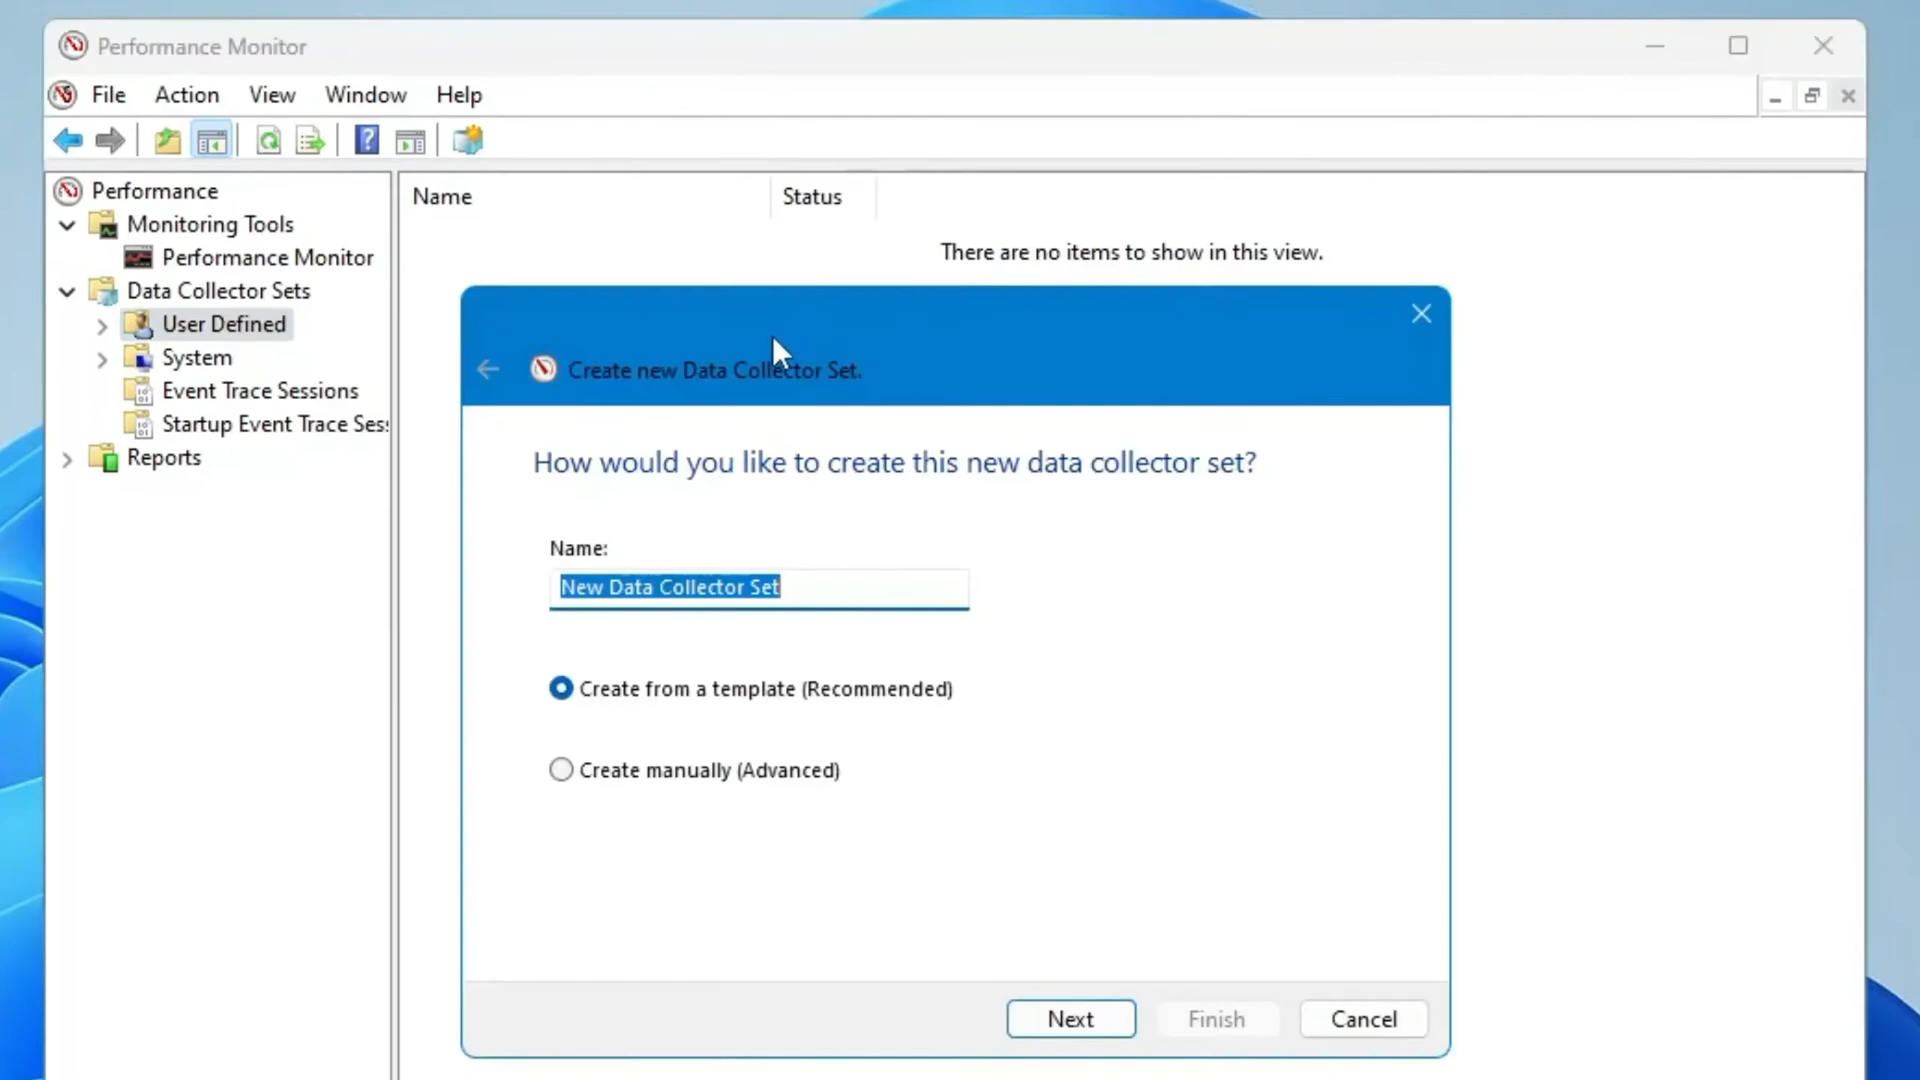 Performance Monitor
File Action View Window Help
Performance
Monitoring Tools
Performance Monitor
Data Collector Sets
User Defined
System
Event Trace Sessions
Startup Event Trace Ses
Reports
Name Status
There are no items to show in this view.
Create new Data Collector Set.
How would you like to create this new data collector set?
Name:
New Data Collector Set
Create from a template (Recommended)
Create manually (Advanced)
Next Finish Cancel